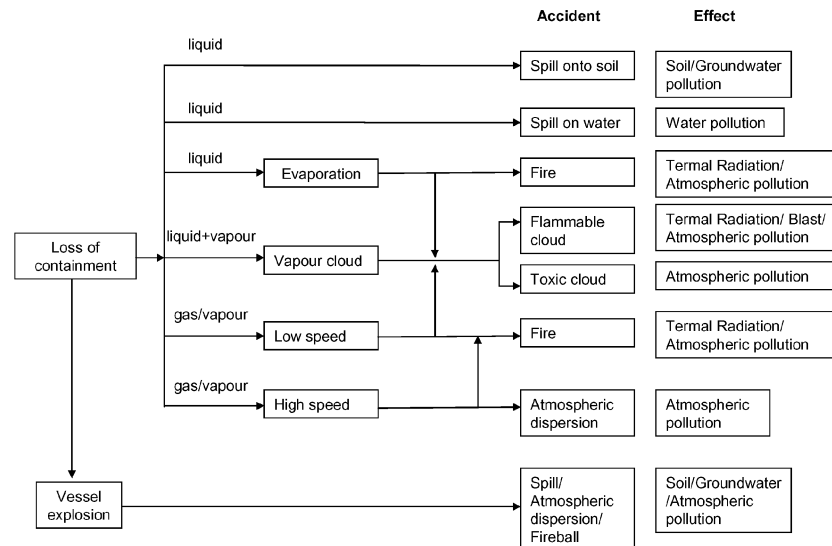 Accident Effect
liquid
Spill onto soil
Soil/Groundwater
pollution
liquid
Spill on water
Water pollution
liquid
Evaporation
Fire
Termal Radiation/
Atmospheric pollution
Loss of
containment
liquid+vapour
Vapour cloud
Flammable
cloud
Termal Radiation/ Blast/
Atmospheric pollution
Toxic cloud
Atmospheric pollution
gas/vapour
Low speed
Fire
Termal Radiation/
Atmospheric pollution
gas/vapour
High speed
Atmospheric
dispersion
Atmospheric
pollution
Vessel
explosion
Spill/
Atmospheric
dispersion/
Fireball
Soil/Groundwater
/Atmospheric
pollution